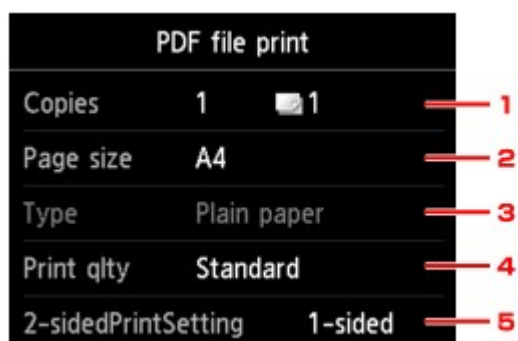 PDF file print
Copies 1 1 1
Page size A4 2
Type Plain paper 3
Print qlty Standard 4
2-sidedPrintSetting 1-sided 5